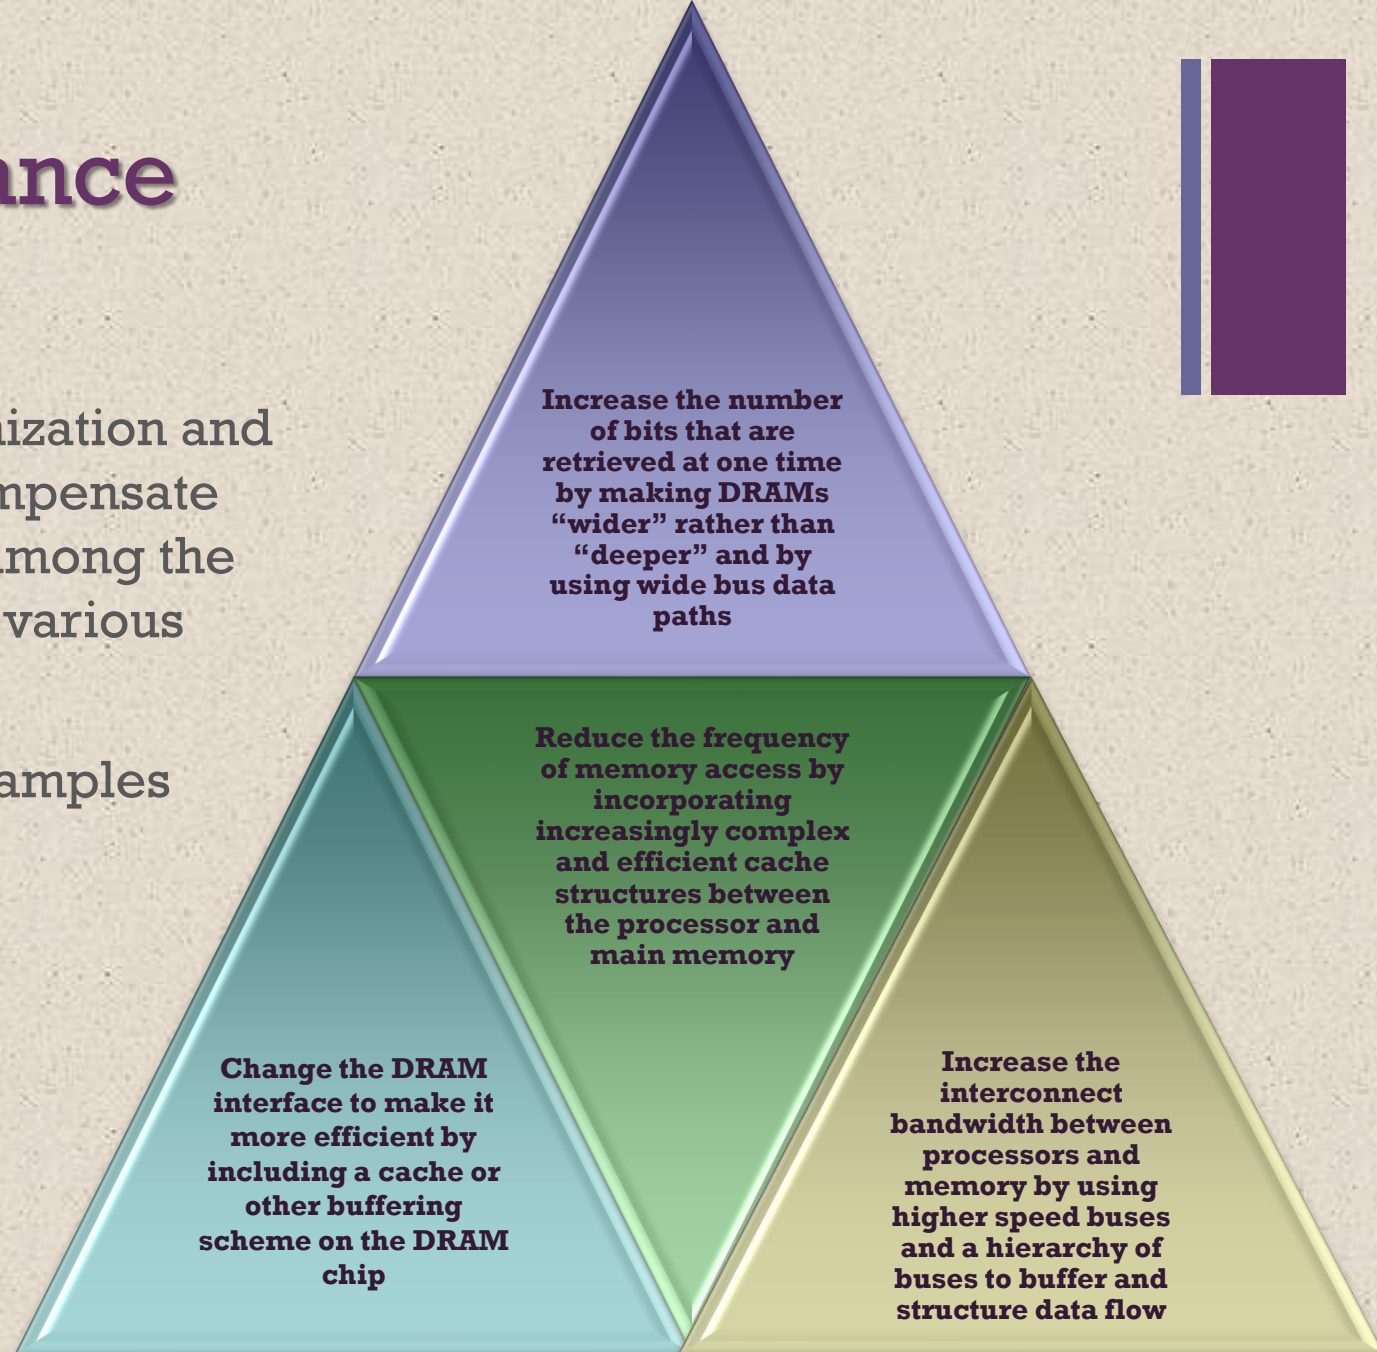 ance
nization and
mpensate
among the
various
amples
Increase the number
of bits that are
retrieved at one time
by making DRAMs
“wider” rather than
“deeper” and by
using wide bus data
paths
Reduce the frequency
of memory access by
incorporating
increasingly complex
and efficient cache
structures between
the processor and
main memory
Change the DRAM
interface to make it
more efficient by
including a cache or
other buffering
scheme on the DRAM
chip
Increase the
interconnect
bandwidth between
processors and
memory by using
higher speed buses
and a hierarchy of
buses to buffer and
structure data flow